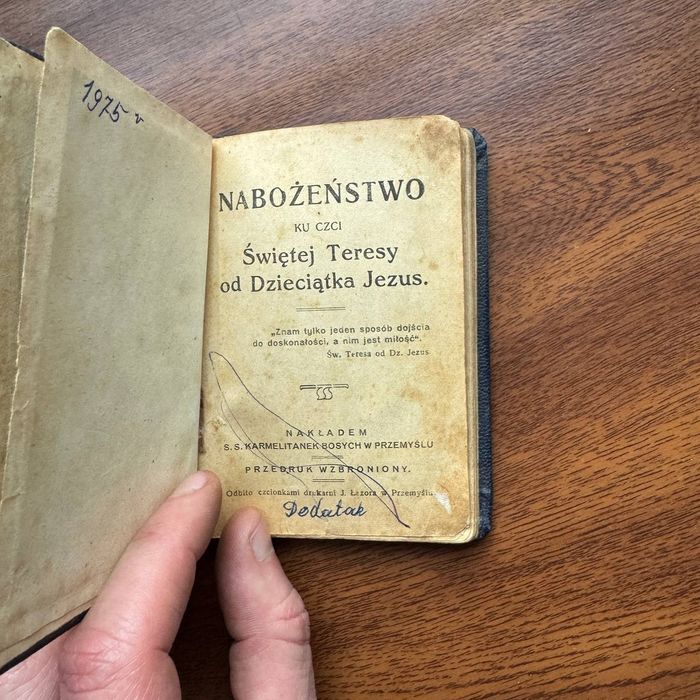 1975 r
NABOŻEŃSTWO
KU CZCI
Świętej Teresy
od Dzieciątka Jezus.
„Znam tylko jeden sposób dojścia
do doskonałości, a nim jest miłość".
Św. Teresa od Dz. Jezus
NAKŁADEM
S. S. KARMELITANEK BOSYCH W PRZEMYŚLU
PRZEDRUK WZBRONIONY.
Odbito czcionkami drukarni J. Łazora w Przemyślu
Dodatak